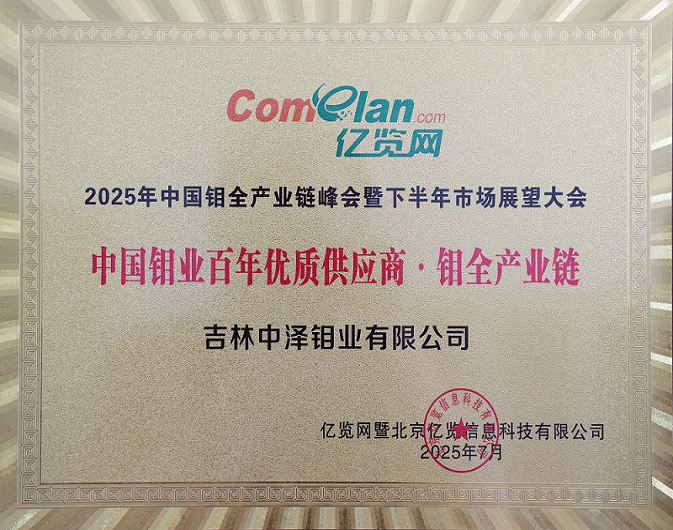 Comelan.com
亿览网
2025年中国钼全产业链峰会暨下半年市场展望大会
中国钼业百年优质供应商·钼全产业链
吉林中泽钼业有限公司
亿览网暨北京亿览信息科技有限公司
2025年7月